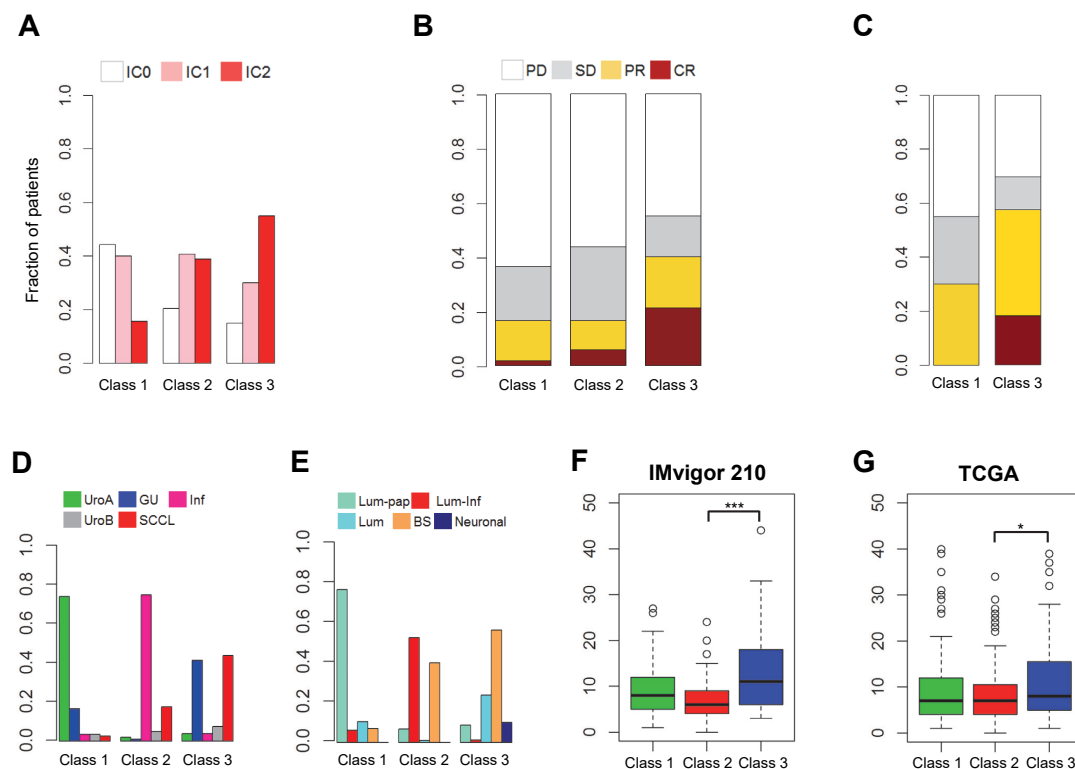 A
IC0 IC1 IC2
Fraction of patients
0.0 0.2 0.4 0.6 0.8 1.0
Class 1 Class 2 Class 3
B
PD SD PR CR
0.0 0.2 0.4 0.6 0.8 1.0
Class 1 Class 2 Class 3
C
0.0 0.2 0.4 0.6 0.8 1.0
Class 1 Class 3
D
UroA GU Inf
UroB SCCL
0.0 0.2 0.4 0.6 0.8 1.0
Class 1 Class 2 Class 3
E
Lum-pap Lum-Inf
Lum BS Neuronal
0.0 0.2 0.4 0.6 0.8 1.0
Class 1 Class 2 Class 3
F
IMvigor 210
***
0 10 20 30 40 50
Class 1 Class 2 Class 3
G
TCGA
*
0 10 20 30 40 50
Class 1 Class 2 Class 3